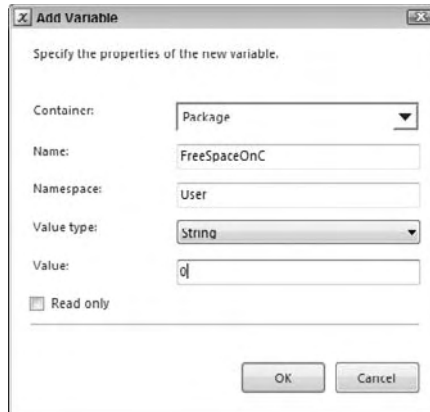 Add Variable
Specify the properties of the new variable.
Container: Package
Name: FreeSpaceOnC
Namespace: User
Value type: String
Value: 0
Read only
OK Cancel